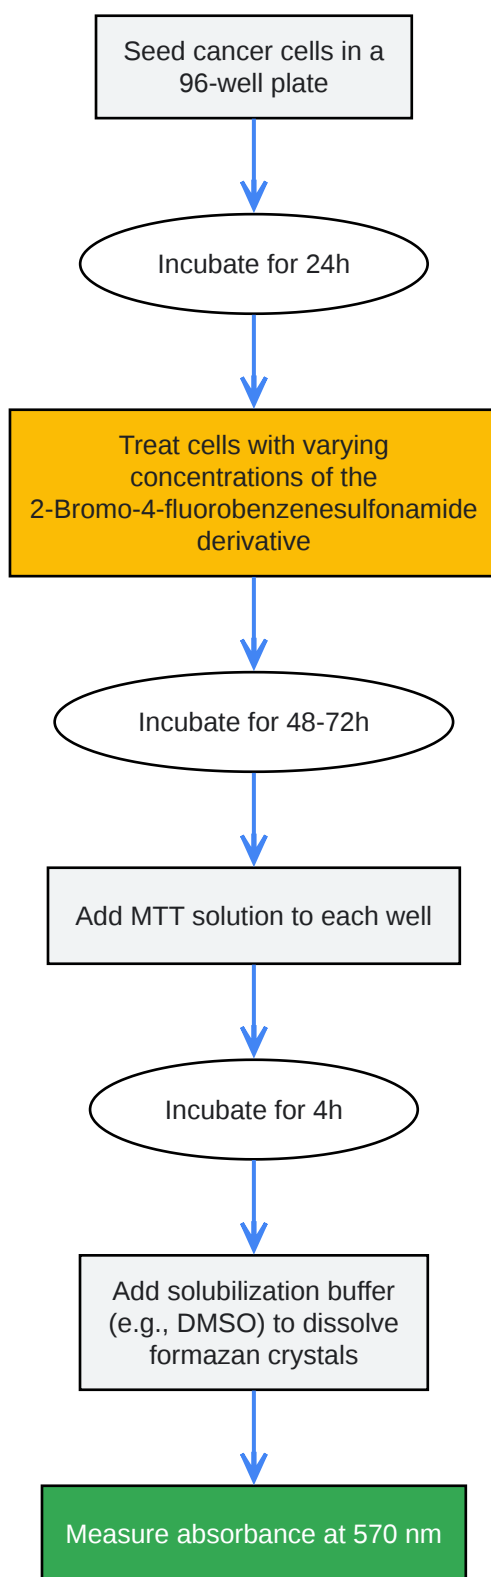 Seed cancer cells in a
96-well plate
Incubate for 24h
Treat cells with varying
concentrations of the
2-Bromo-4-fluorobenzenesulfonamide
derivative
Incubate for 48-72h
Add MTT solution to each well
Incubate for 4h
Add solubilization buffer
(e.g., DMSO) to dissolve
formazan crystals
Measure absorbance at 570 nm